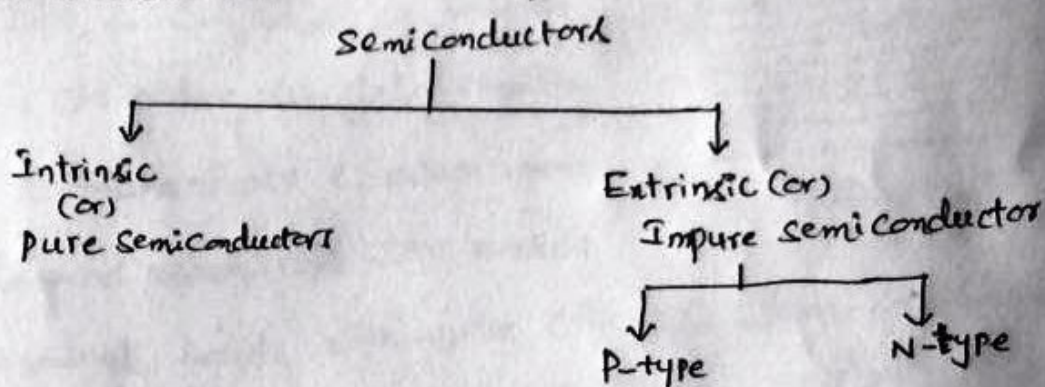 Semiconductors
Intrinsic
(or)
pure semiconductors
Extrinsic (or)
Impure semiconductor
P-type
N-type